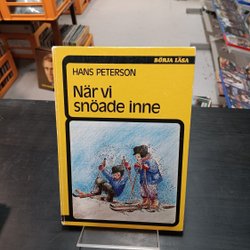 BÖRJA LÄSA
HANS PETERSON
När vi
snöade inne